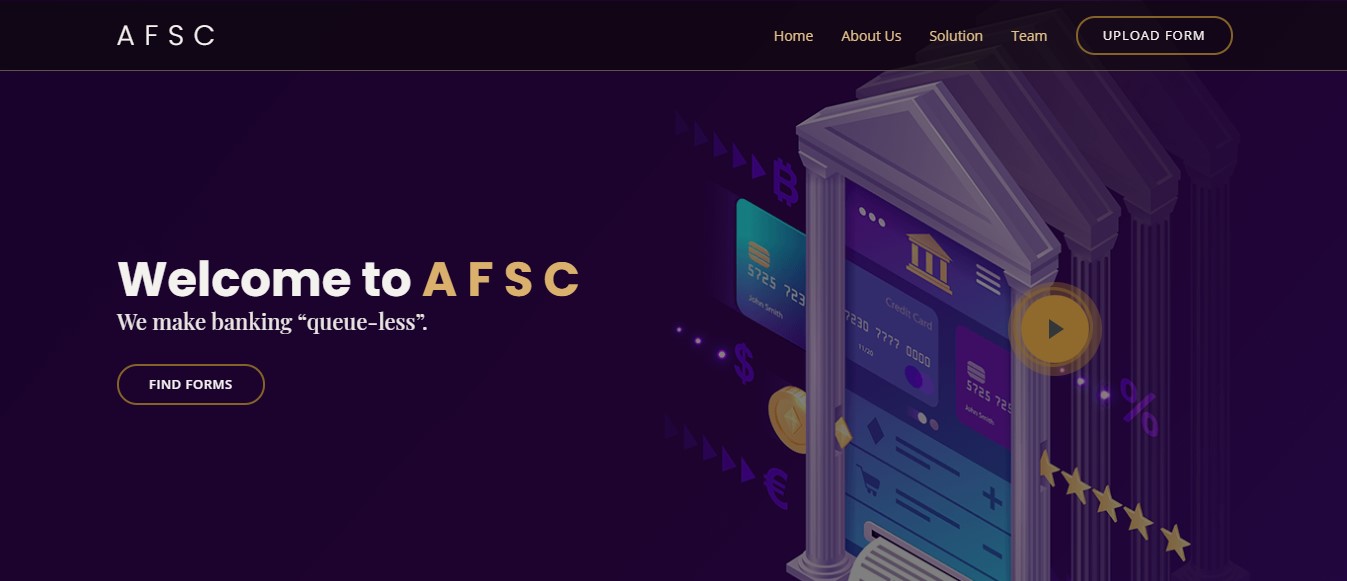 A F S C
Home About Us Solution Team UPLOAD FORM
Welcome to A F S C
We make banking “queue-less”.
FIND FORMS
5725 723
John Smith
Credit Card
7230 7777 0000
11/20
5725 725
John Smith
₿
$
€
%